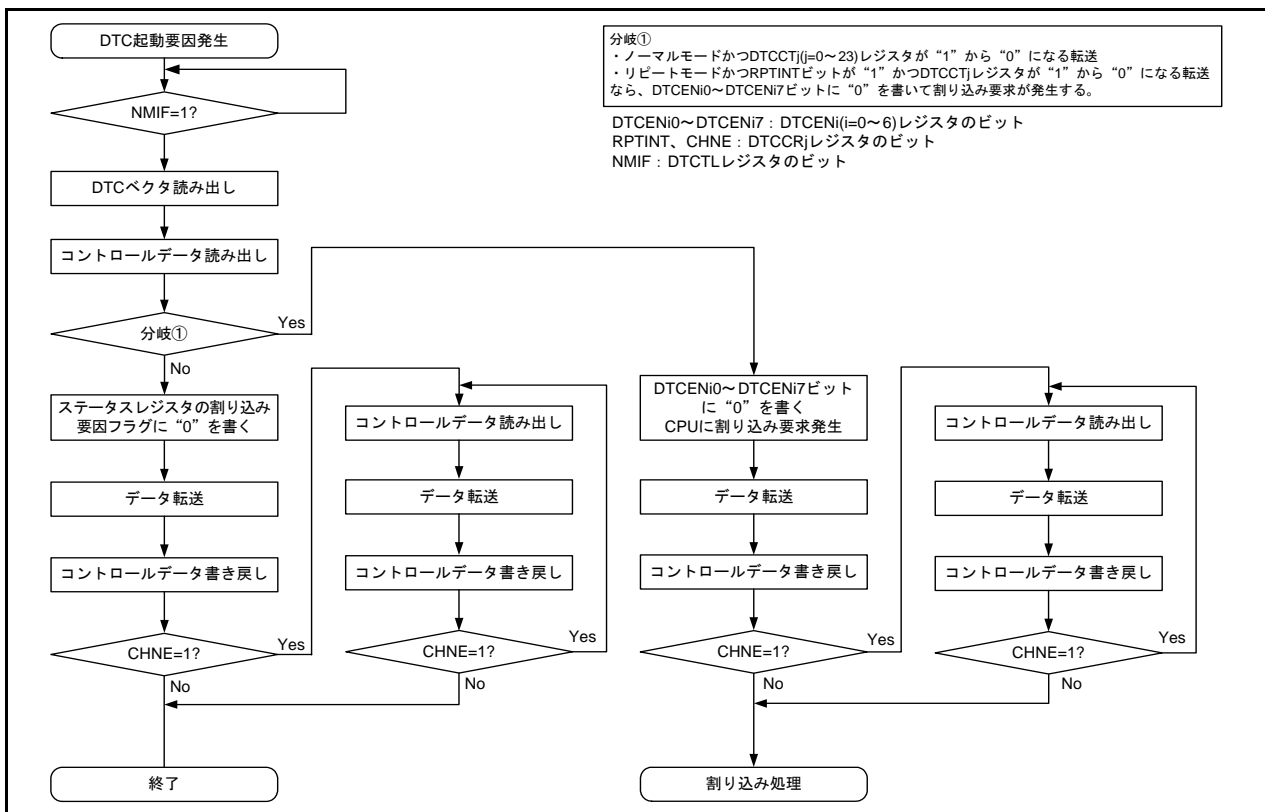 DTC起動要因発生
NMIF=1?
DTCベクタ読み出し
コントロールデータ読み出し
分岐①
Yes
No
ステータスレジスタの割り込み
要因フラグに“0”を書く
データ転送
コントロールデータ書き戻し
CHNE=1?
Yes
No
終了
コントロールデータ読み出し
データ転送
コントロールデータ書き戻し
CHNE=1?
Yes
No
分岐①
・ノーマルモードかつDTCCTj(j=0～23)レジスタが“1”から“0”になる転送
・リピートモードかつRPTINTビットが“1”かつDTCCTjレジスタが“1”から“0”になる転送
なら、DTCENi0～DTCENi7ビットに“0”を書いて割り込み要求が発生する。
DTCENi0～DTCENi7：DTCENi(i=0～6)レジスタのビット
RPTINT、CHNE：DTCCRjレジスタのビット
NMIF：DTCTLレジスタのビット
DTCENi0～DTCENi7ビット
に“0”を書く
CPUに割り込み要求発生
データ転送
コントロールデータ書き戻し
CHNE=1?
Yes
No
割り込み処理
コントロールデータ読み出し
データ転送
コントロールデータ書き戻し
CHNE=1?
Yes
No